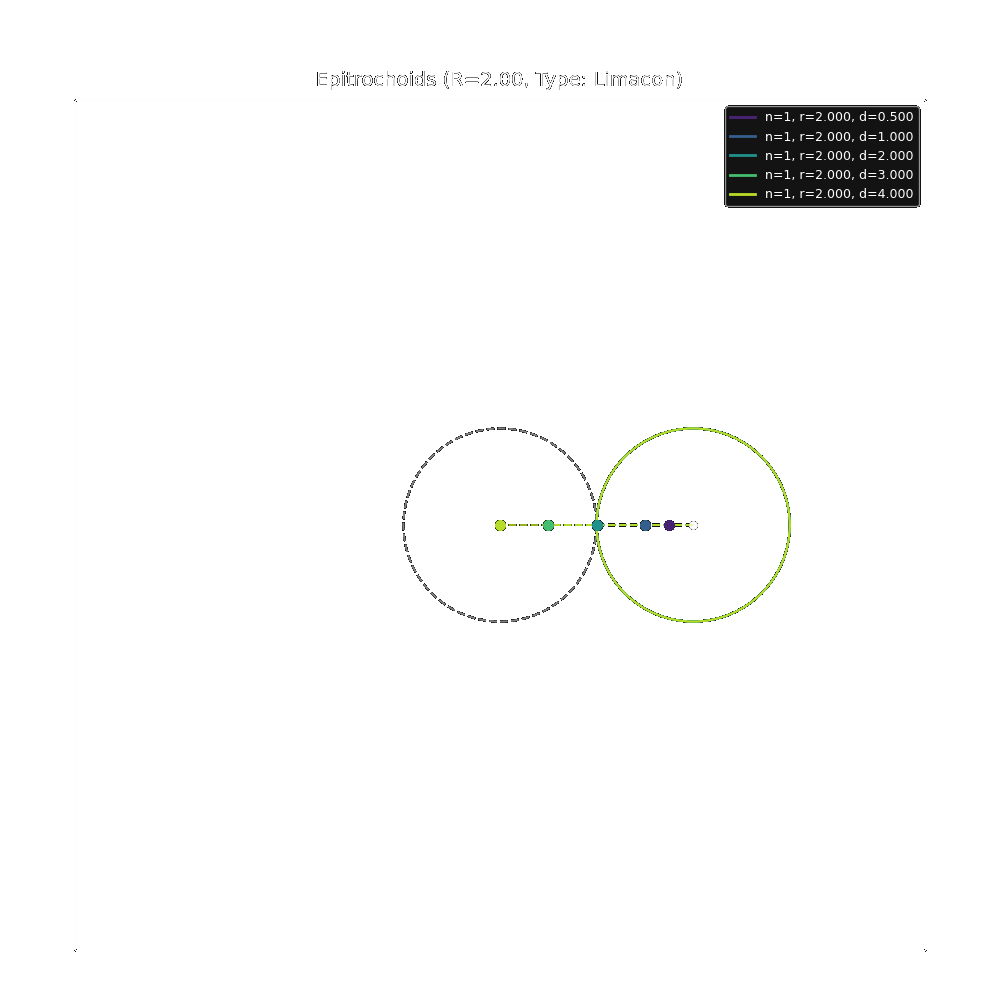 Epitrochoids (R=2.00, Type: Limacon)
n=1, r=2.000, d=0.500
n=1, r=2.000, d=1.000
n=1, r=2.000, d=2.000
n=1, r=2.000, d=3.000
n=1, r=2.000, d=4.000